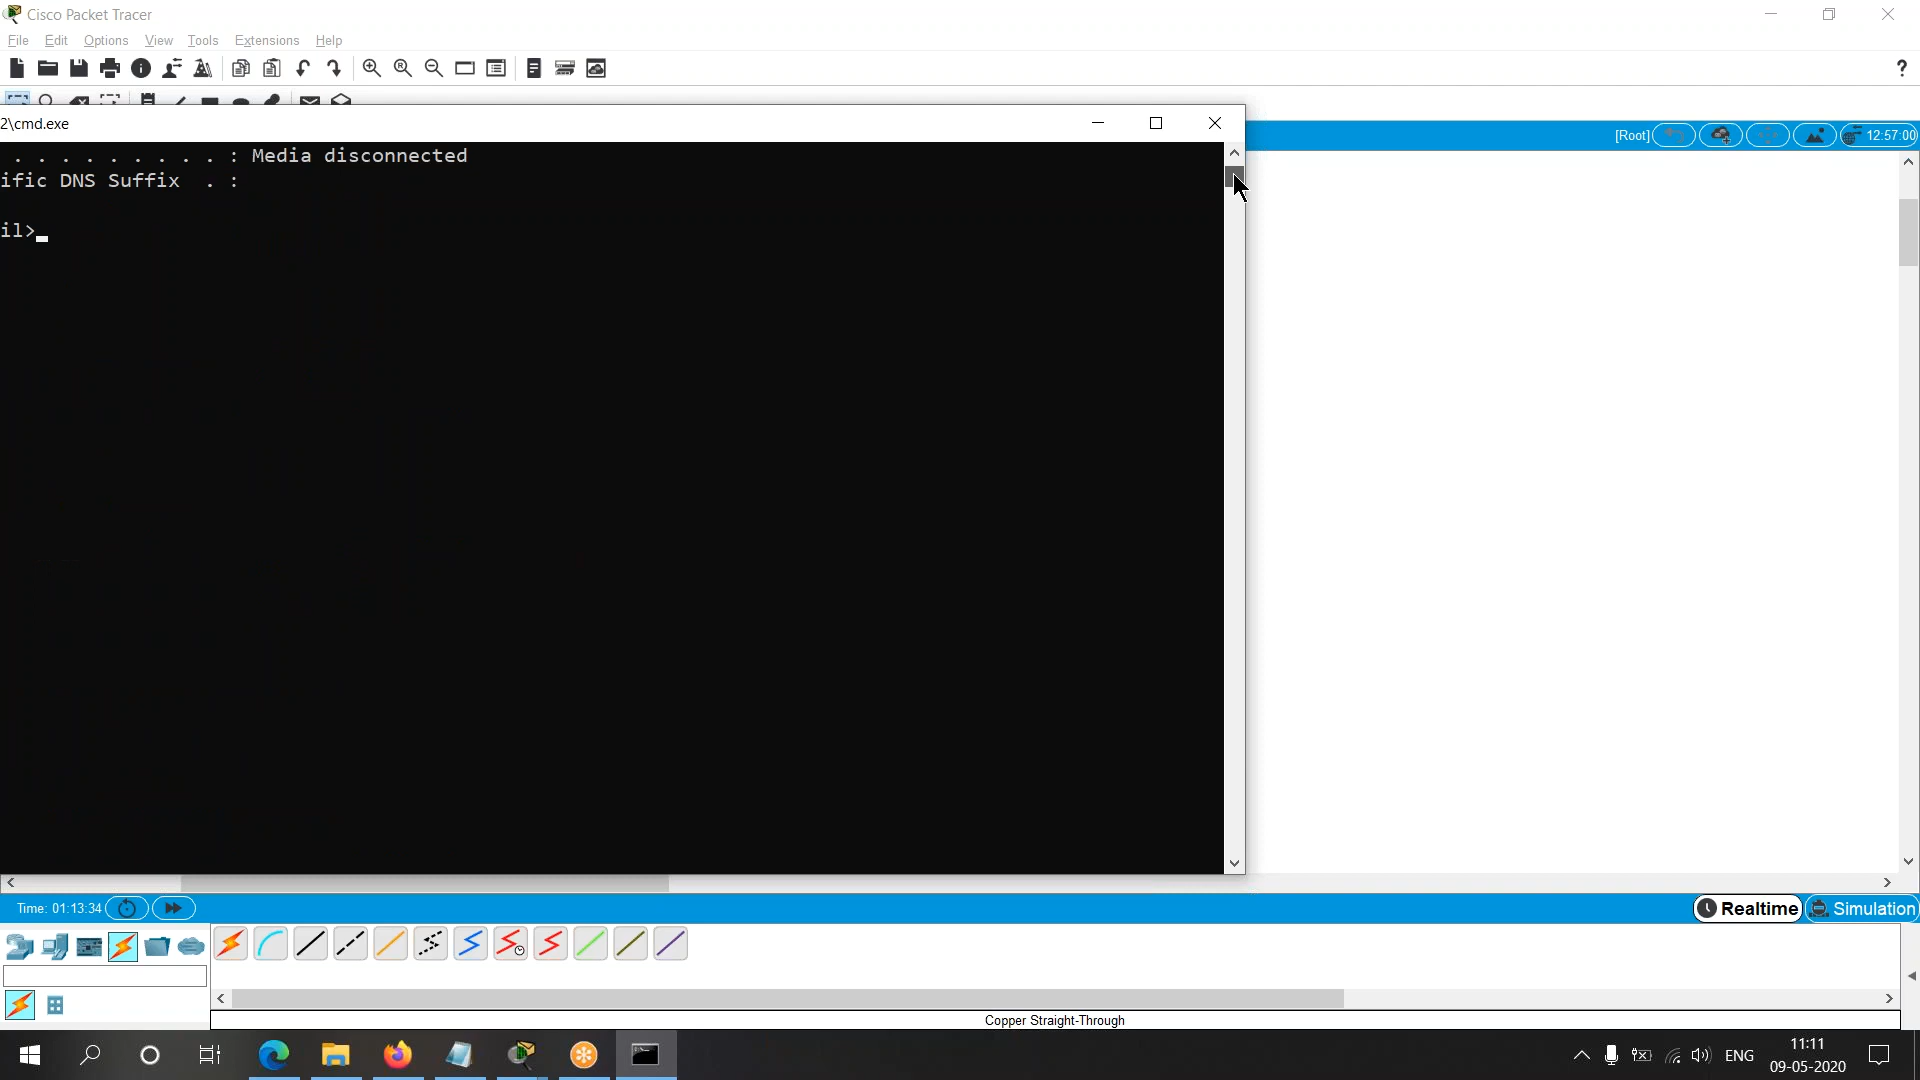 Cisco Packet Tracer
File Edit Options View Tools Extensions Help
2\cmd.exe
[Root]
12:57:00
. . . . . . . . . : Media disconnected
ific DNS Suffix . :
il>
Time: 01:13:34
Realtime
Simulation
Copper Straight-Through
ENG
11:11
09-05-2020